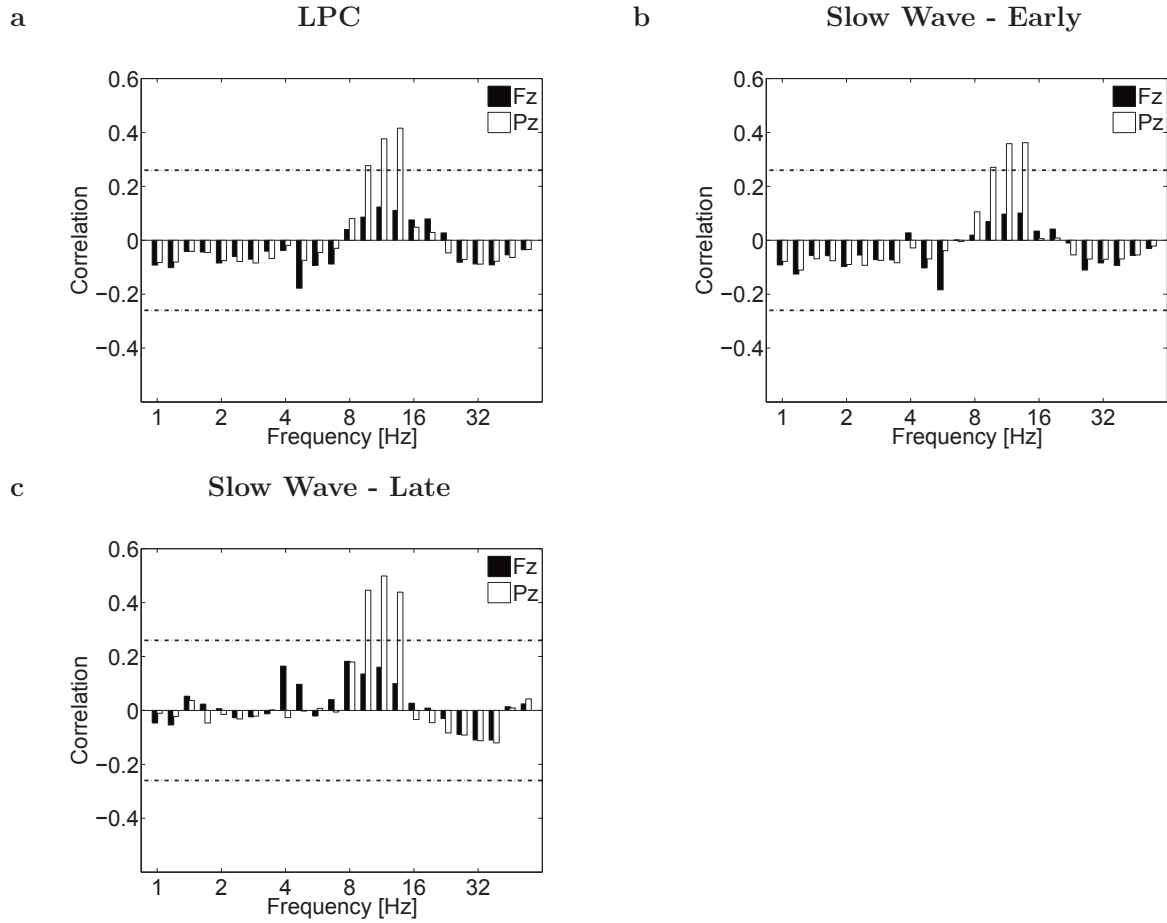 a
LPC
0.6
0.4
0.2
0
−0.2
−0.4
Correlation
Fz
Pz
1 2 4 8 16 32
Frequency [Hz]
b
Slow Wave - Early
0.6
0.4
0.2
0
−0.2
−0.4
Correlation
Fz
Pz
1 2 4 8 16 32
Frequency [Hz]
c
Slow Wave - Late
0.6
0.4
0.2
0
−0.2
−0.4
Correlation
Fz
Pz
1 2 4 8 16 32
Frequency [Hz]